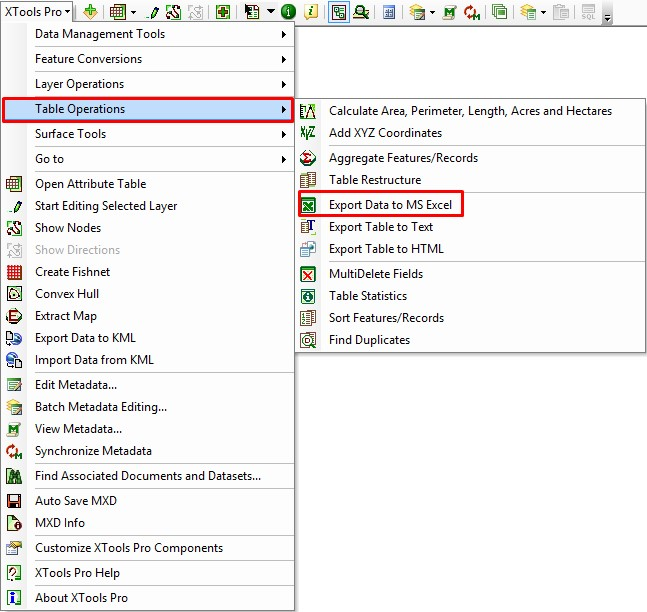 XTools Pro
SQL
Data Management Tools
Feature Conversions
Layer Operations
Table Operations
Surface Tools
Go to
Open Attribute Table
Start Editing Selected Layer
Show Nodes
Show Directions
Create Fishnet
Convex Hull
Extract Map
Export Data to KML
Import Data from KML
Edit Metadata...
Batch Metadata Editing...
View Metadata...
Synchronize Metadata
Find Associated Documents and Datasets...
Auto Save MXD
MXD Info
Customize XTools Pro Components
XTools Pro Help
About XTools Pro
Calculate Area, Perimeter, Length, Acres and Hectares
XYZ Add XYZ Coordinates
Aggregate Features/Records
Table Restructure
Export Data to MS Excel
Export Table to Text
Export Table to HTML
MultiDelete Fields
Table Statistics
Sort Features/Records
Find Duplicates